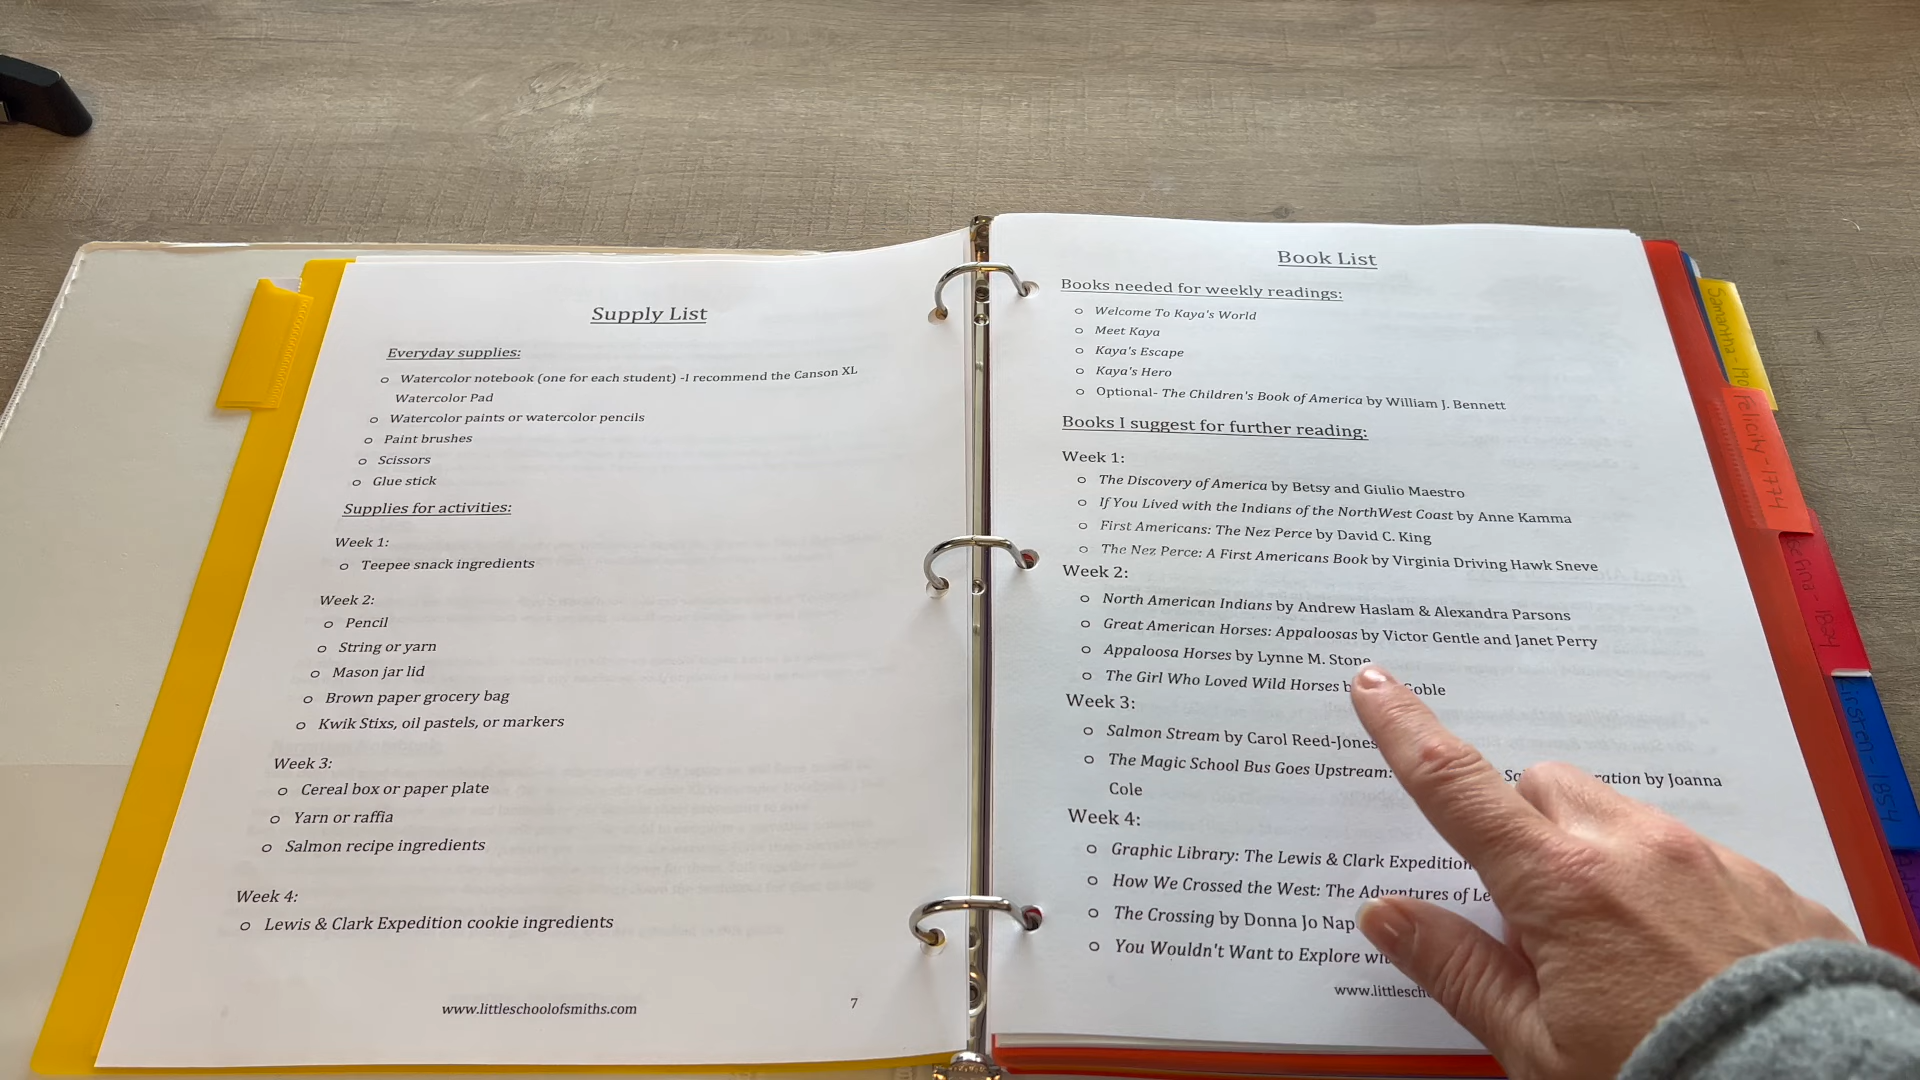 Supply List
Everyday supplies:
o Watercolor notebook (one for each student) -I recommend the Canson XL
Watercolor Pad
o Watercolor paints or watercolor pencils
o Paint brushes
o Scissors
o Glue stick
Supplies for activities:
Week 1:
o Teepee snack ingredients
Week 2:
o Pencil
o String or yarn
o Mason jar lid
o Brown paper grocery bag
o Kwik Stixs, oil pastels, or markers
Week 3:
o Cereal box or paper plate
o Yarn or raffia
o Salmon recipe ingredients
Week 4:
o Lewis & Clark Expedition cookie ingredients
www.littleschoolofsmiths.com
7
Book List
Books needed for weekly readings:
o Welcome To Kaya's World
o Meet Kaya
o Kaya's Escape
o Kaya's Hero
o Optional- The Children's Book of America by William J. Bennett
Books I suggest for further reading:
Week 1:
o The Discovery of America by Betsy and Giulio Maestro
o If You Lived with the Indians of the NorthWest Coast by Anne Kamma
o First Americans: The Nez Perce by David C. King
o The Nez Perce: A First Americans Book by Virginia Driving Hawk Sneve
Week 2:
o North American Indians by Andrew Haslam & Alexandra Parsons
o Great American Horses: Appaloosas by Victor Gentle and Janet Perry
o Appaloosa Horses by Lynne M. Stone
o The Girl Who Loved Wild Horses
Week 3:
o Salmon Stream by Carol Reed-Jones
o The Magic School Bus Goes Upstream: by Joanna
Cole
Week 4:
o Graphic Library: The Lewis & Clark Expedition
o How We Crossed the West: The Adventures of
o The Crossing by Donna Jo
o You Wouldn't Want to Explore
Samantha
Felicity - 1774
Kirsten - 1854